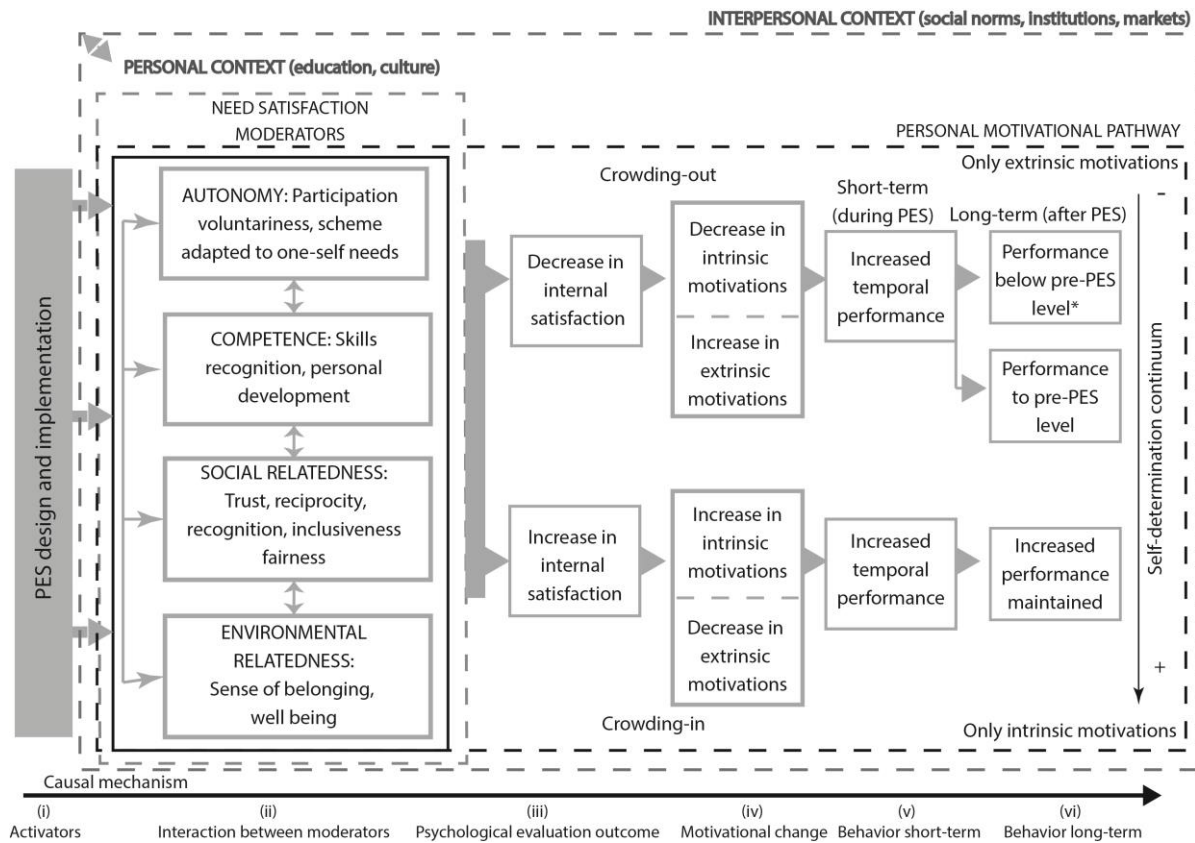 INTERPERSONAL CONTEXT (social norms, institutions, markets)
PERSONAL CONTEXT (education, culture)
NEED SATISFACTION
MODERATORS
PERSONAL MOTIVATIONAL PATHWAY
PES design and implementation
AUTONOMY: Participation
voluntariness, scheme
adapted to one-self needs
COMPETENCE: Skills
recognition, personal
development
SOCIAL RELATEDNESS:
Trust, reciprocity,
recognition, inclusiveness
fairness
ENVIRONMENTAL
RELATEDNESS:
Sense of belonging,
well being
Crowding-out
Decrease in
internal
satisfaction
Decrease in
intrinsic
motivations
Increase in
extrinsic
motivations
Short-term
(during PES)
Increased
temporal
performance
Long-term (after PES)
Performance
below pre-PES
level*
Performance
to pre-PES
level
Increase in
internal
satisfaction
Increase in
intrinsic
motivations
Decrease in
extrinsic
motivations
Crowding-in
Increased
temporal
performance
Increased
performance
maintained
Only extrinsic motivations
-
Self-determination continuum
+
Only intrinsic motivations
Causal mechanism
(i)
Activators
(ii)
Interaction between moderators
(iii)
Psychological evaluation outcome
(iv)
Motivational change
(v)
Behavior short-term
(vi)
Behavior long-term